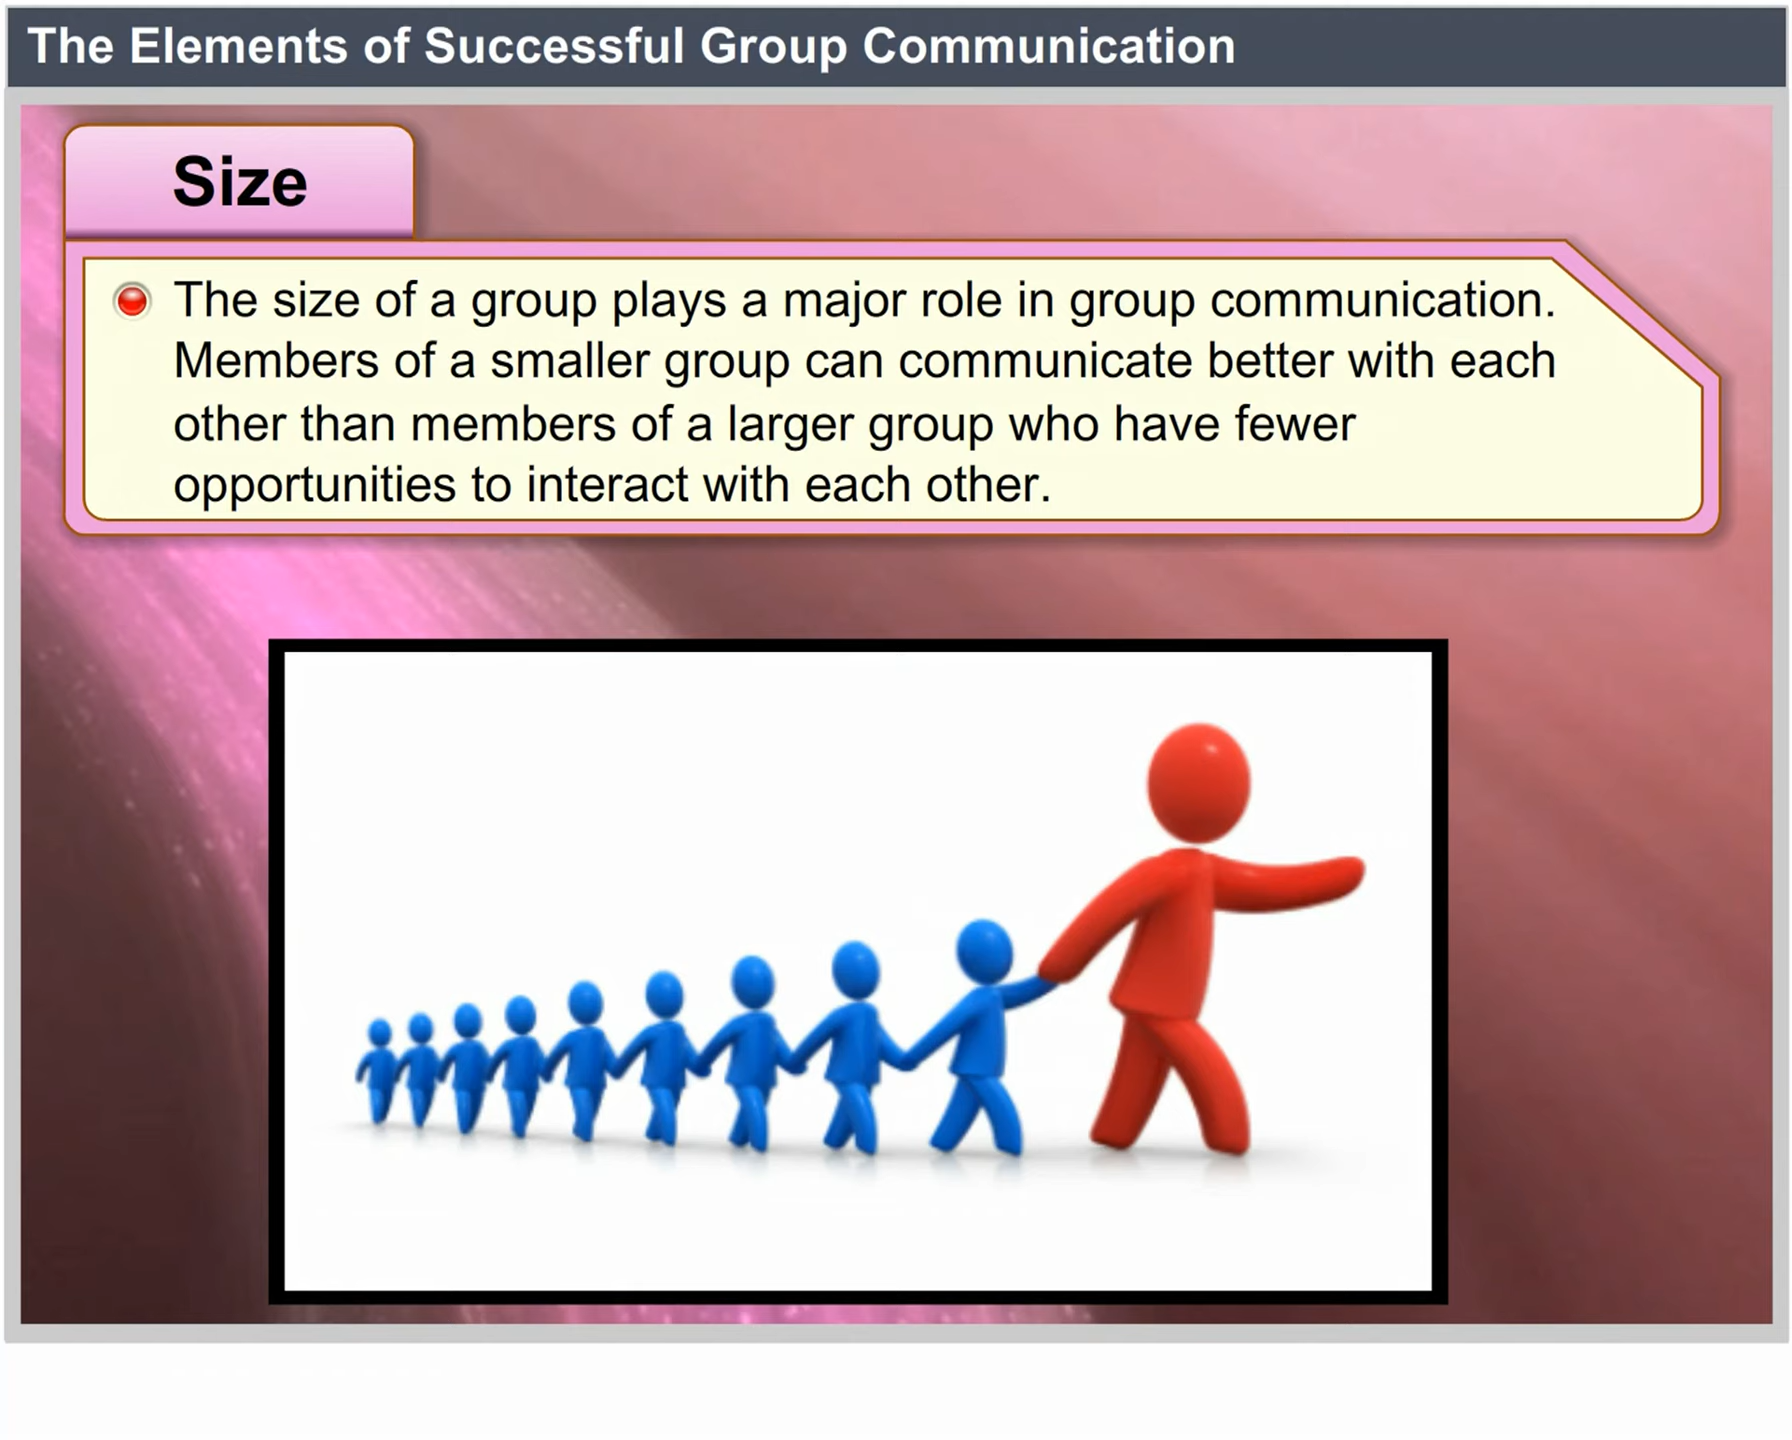 The Elements of Successful Group Communication
Size
The size of a group plays a major role in group communication.
Members of a smaller group can communicate better with each
other than members of a larger group who have fewer
opportunities to interact with each other.